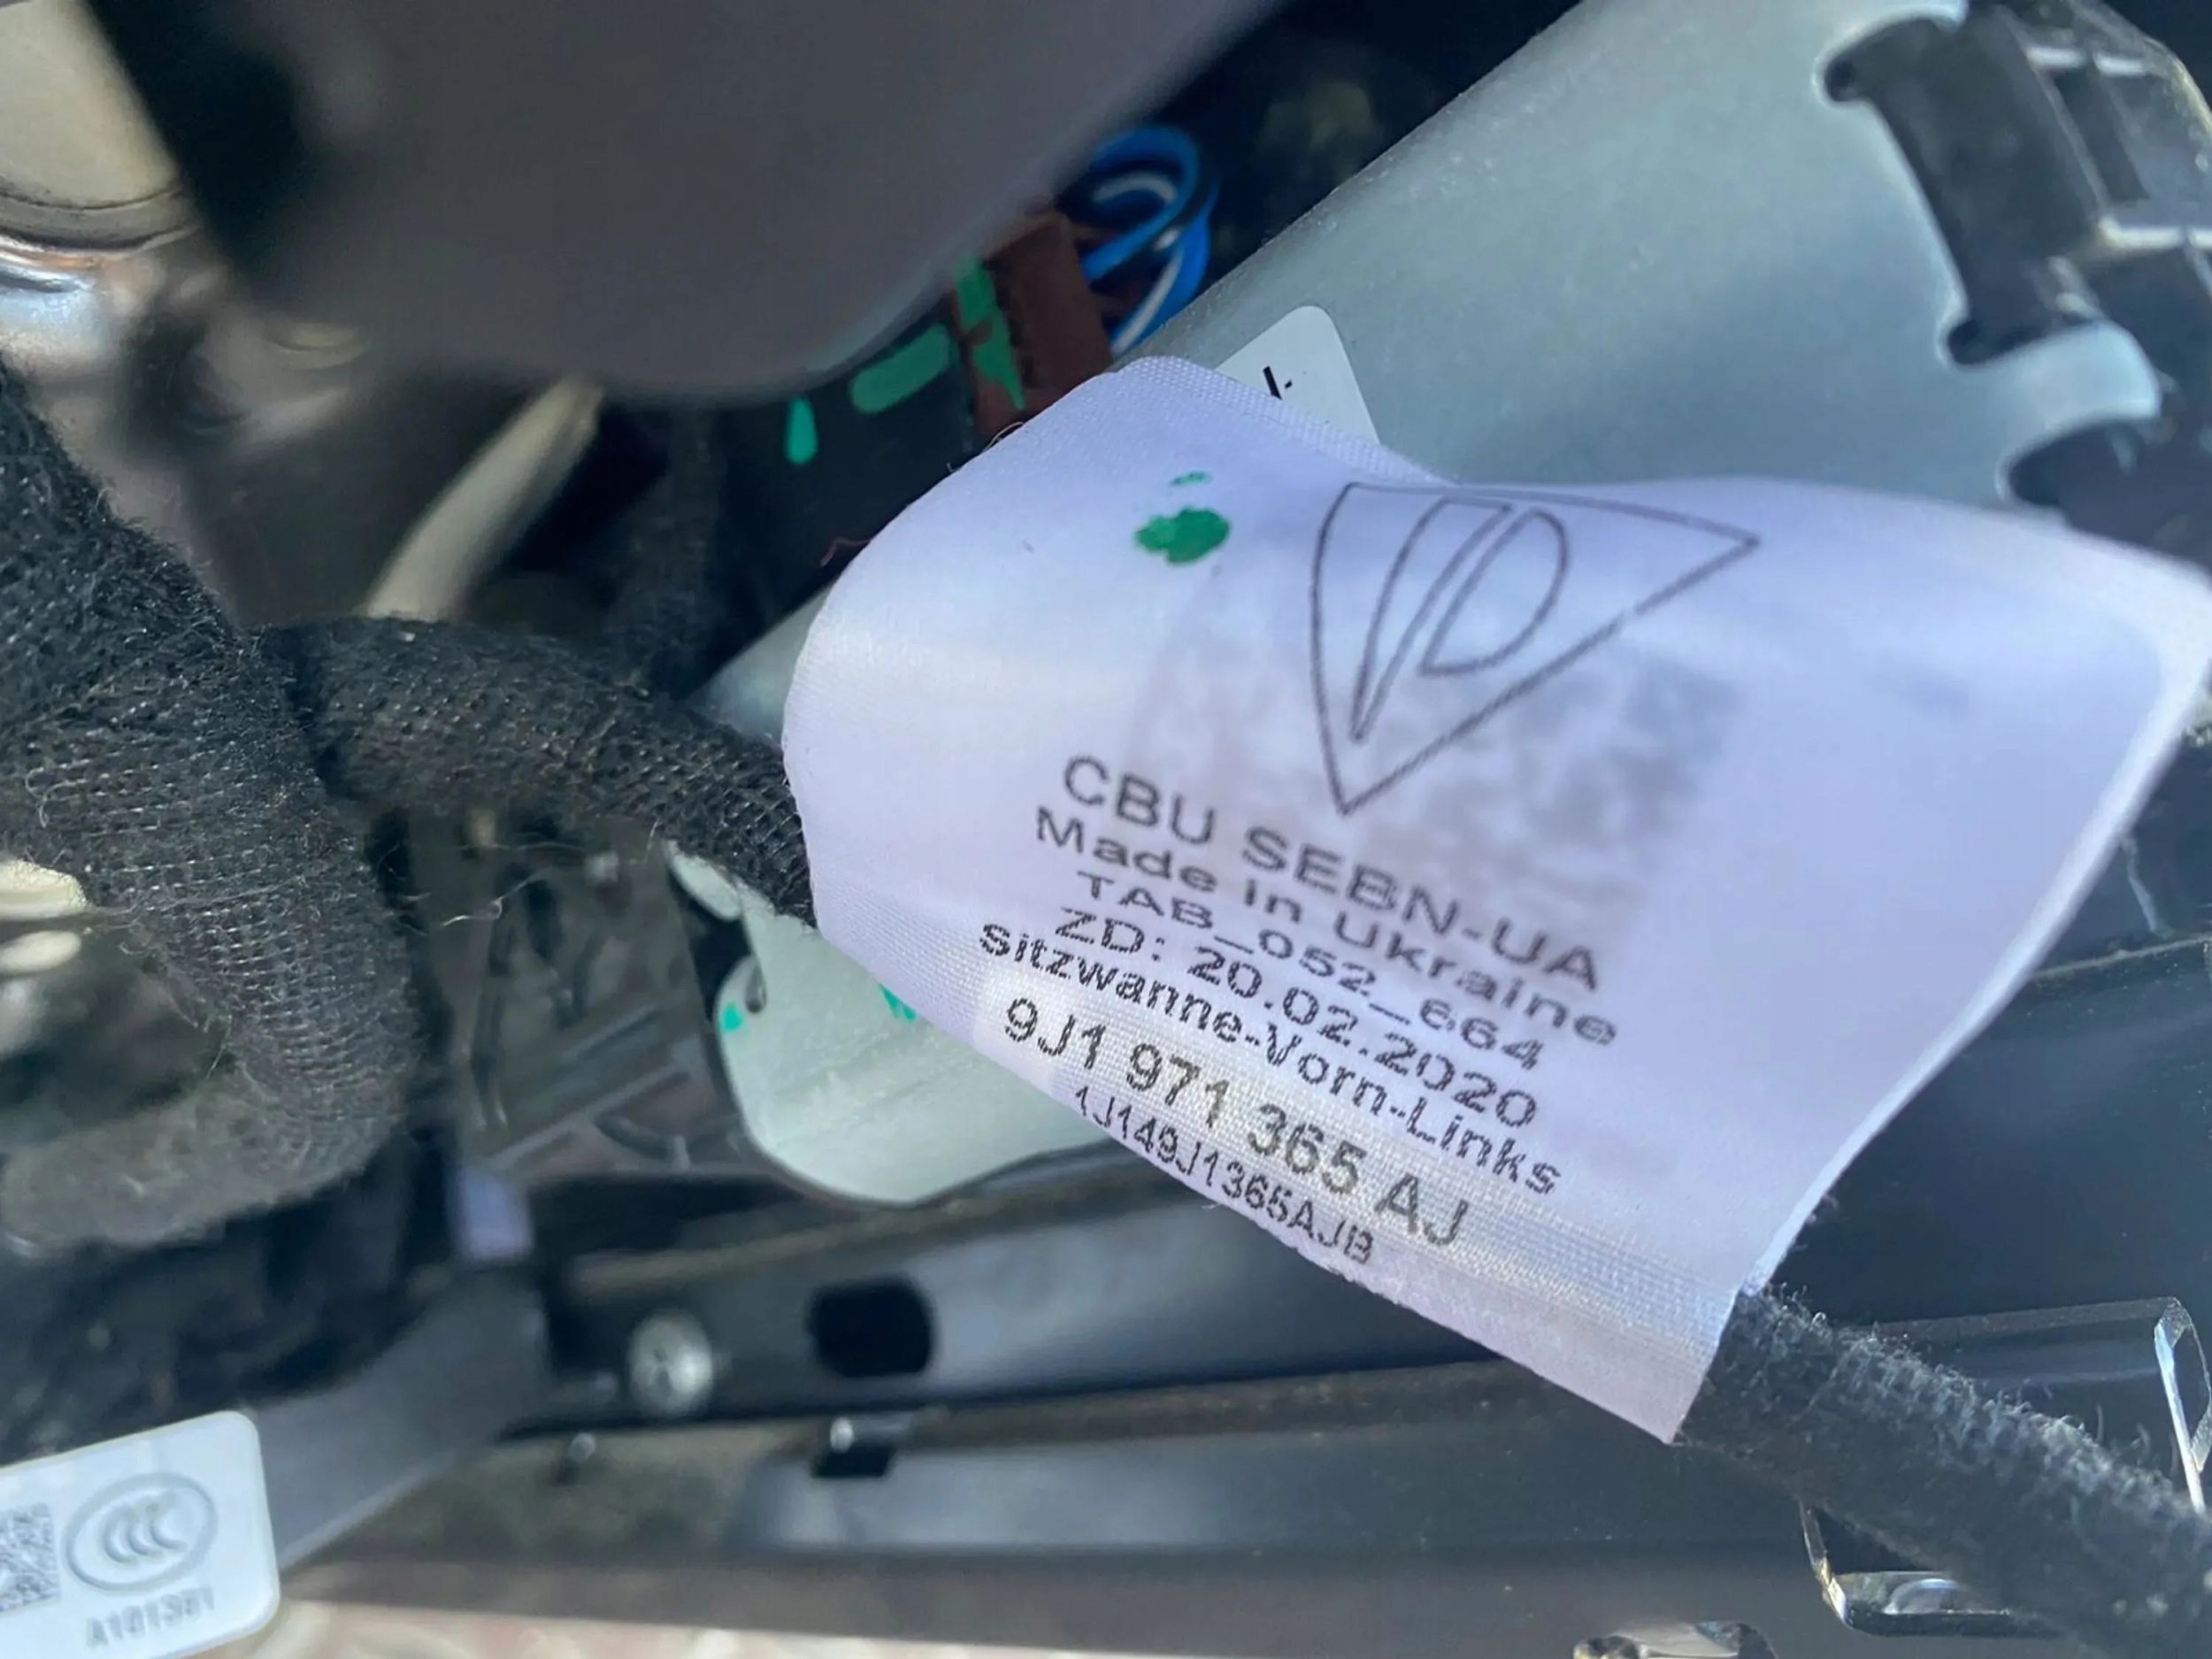 CBU SEBN-UA
Made in Ukraine
TAB_052_664
ZD: 20.02.2020
Sitzwanne-Vorn-Links
9J1 971 365 AJ
1J149J1365AJB
CCC